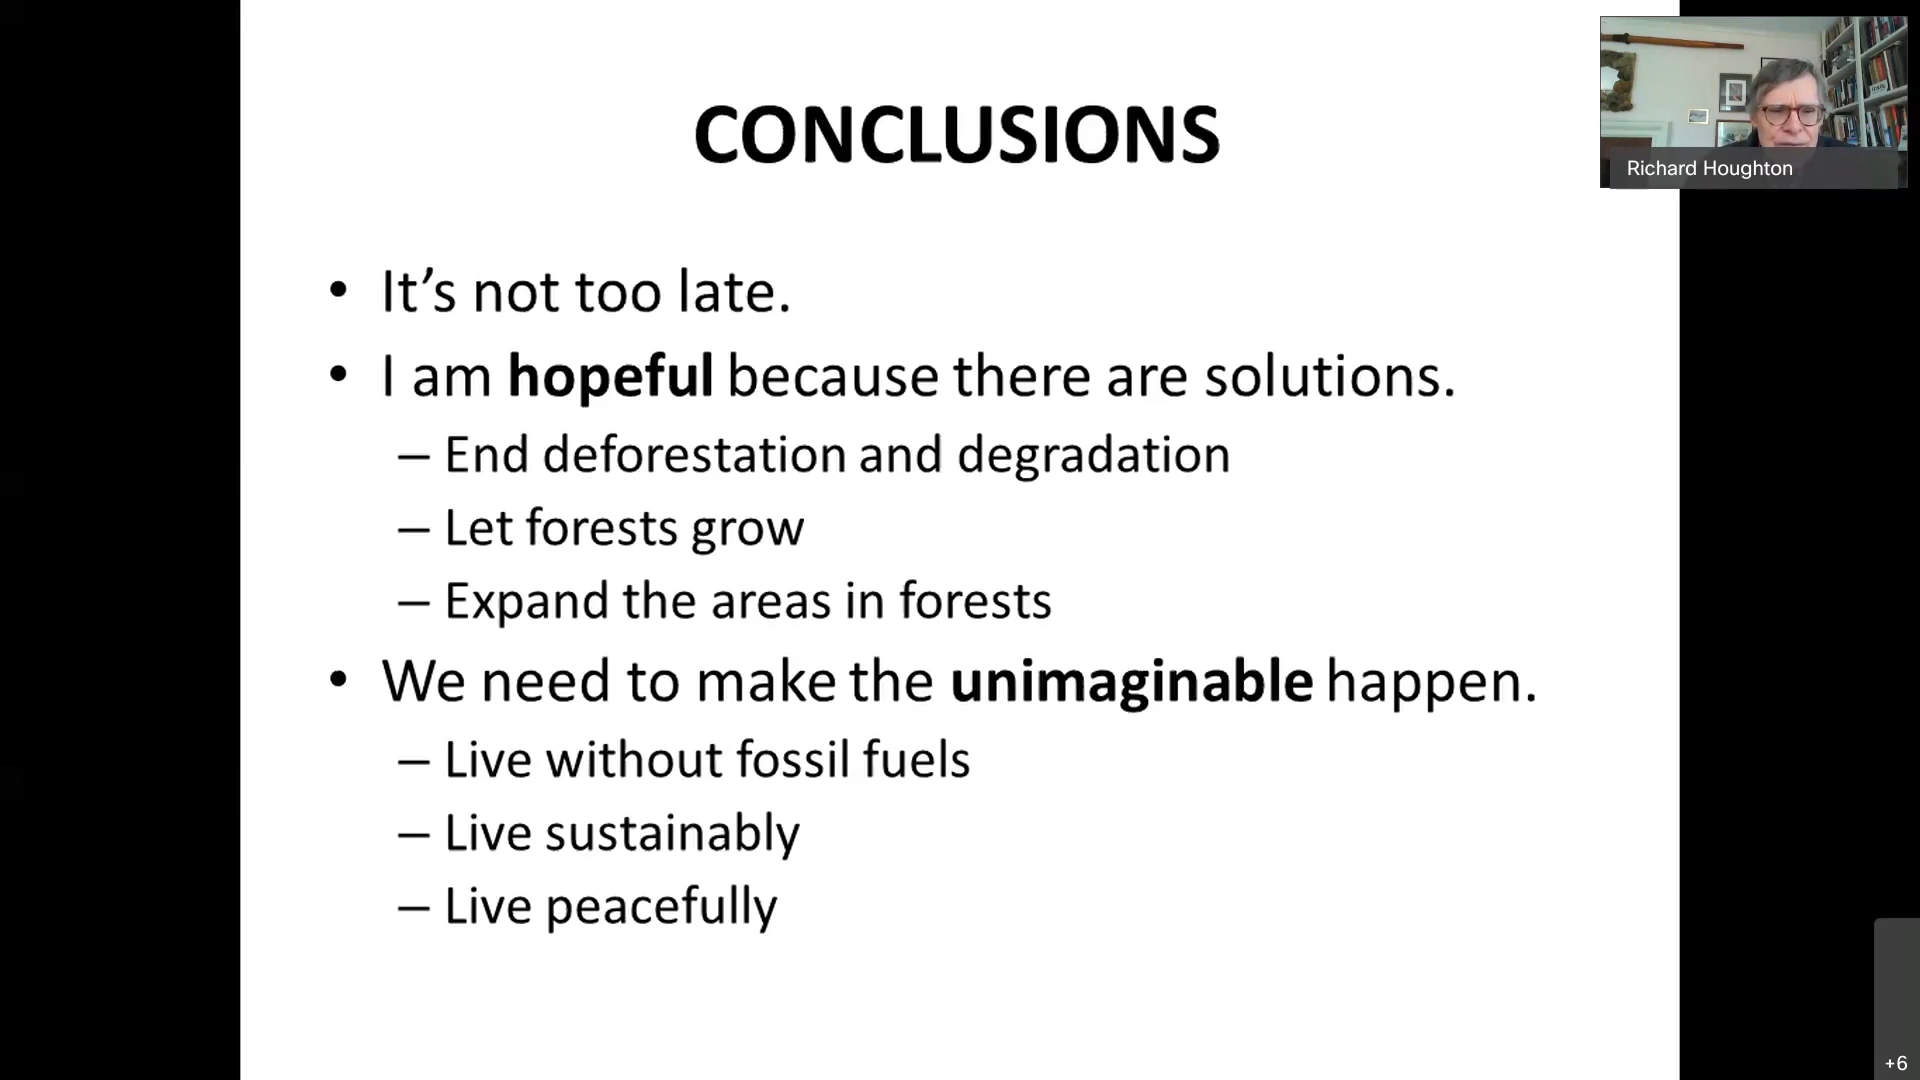 CONCLUSIONS
Richard Houghton
• It’s not too late.
• I am hopeful because there are solutions.
– End deforestation and degradation
– Let forests grow
– Expand the areas in forests
• We need to make the unimaginable happen.
– Live without fossil fuels
– Live sustainably
– Live peacefully
+6